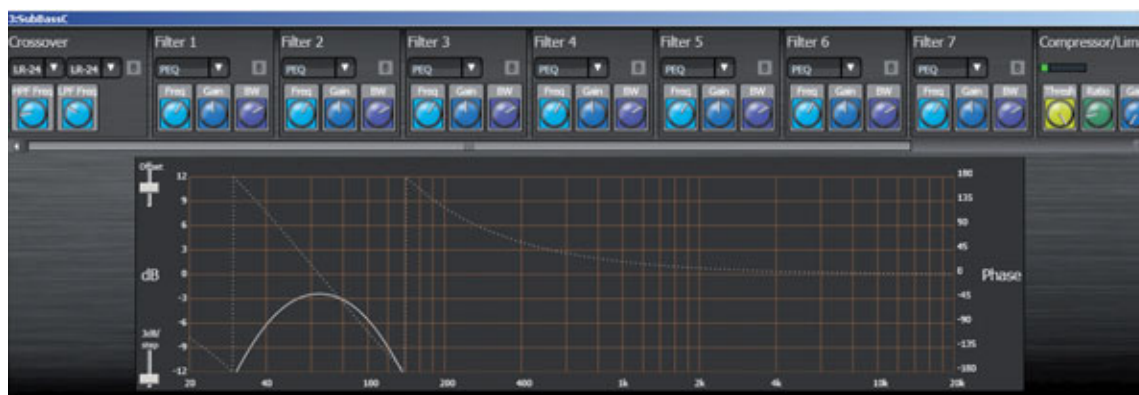 3:SubBassC
Crossover Filter 1 Filter 2 Filter 3 Filter 4 Filter 5 Filter 6 Filter 7 Compressor/Lim
LR-24 LR-24 B PEQ B PEQ B PEQ B PEQ B PEQ B PEQ B PEQ B
HPF Freq LPF Freq Freq Gain BW Freq Gain BW Freq Gain BW Freq Gain BW Freq Gain BW Freq Gain BW Freq Gain BW Thresh Ratio Gai
Offset
12 180
9 135
6 90
3 45
dB 0 0 Phase
-3 -45
-6 -90
3dB/
step
-9 -135
-12 -180
20 40 100 200 400 1k 2k 4k 10k 20k